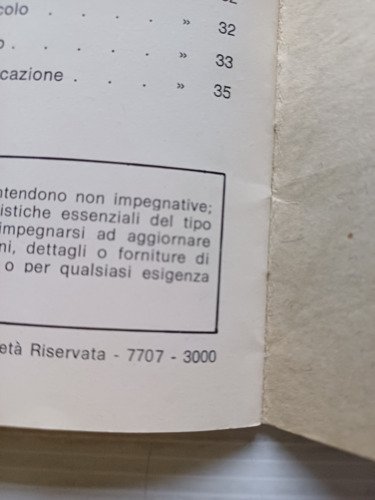 colo . . . . » 32
o . . . . . » 33
cazione . . . » 35
ntendono non impegnative;
istiche essenziali del tipo
impegnarsi ad aggiornare
ni, dettagli o forniture di
o per qualsiasi esigenza
età Riservata - 7707 - 3000